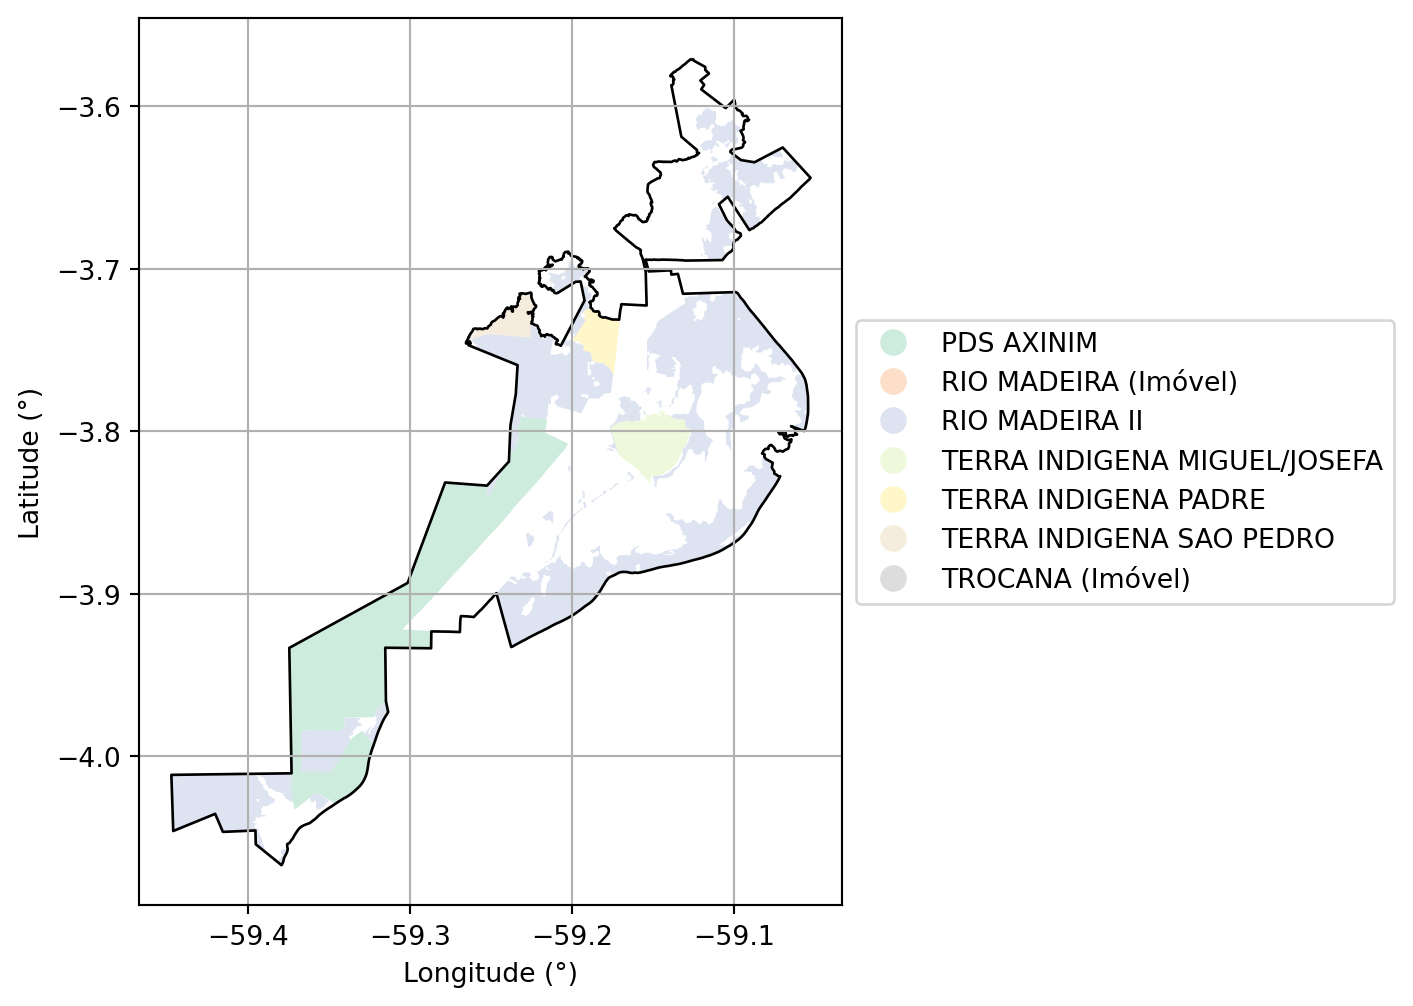 −3.6
−3.7
−3.8
−3.9
−4.0
Latitude (°)
−59.4
−59.3
−59.2
−59.1
Longitude (°)
PDS AXINIM
RIO MADEIRA (Imóvel)
RIO MADEIRA II
TERRA INDIGENA MIGUEL/JOSEFA
TERRA INDIGENA PADRE
TERRA INDIGENA SAO PEDRO
TROCANA (Imóvel)